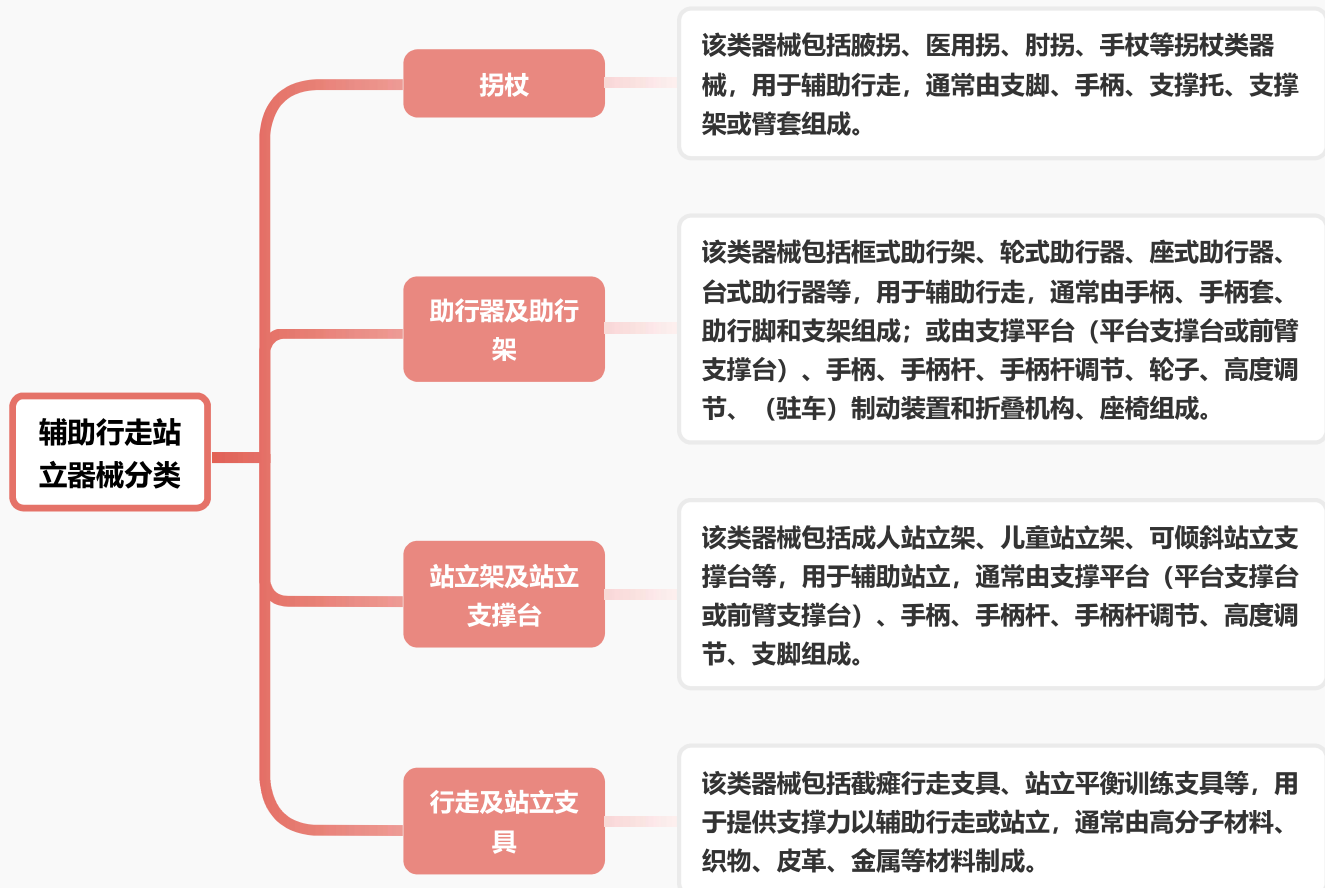 辅助行走站
立器械分类
拐杖
该类器械包括腋拐、医用拐、肘拐、手杖等拐杖类器
械，用于辅助行走，通常由支脚、手柄、支撑托、支撑
架或臂套组成。
助行器及助行
架
该类器械包括框式助行架、轮式助行器、座式助行器、
台式助行器等，用于辅助行走，通常由手柄、手柄套、
助行脚和支架组成；或由支撑平台（平台支撑台或前臂
支撑台）、手柄、手柄杆、手柄杆调节、轮子、高度调
节、（驻车）制动装置和折叠机构、座椅组成。
站立架及站立
支撑台
该类器械包括成人站立架、儿童站立架、可倾斜站立支
撑台等，用于辅助站立，通常由支撑平台（平台支撑台
或前臂支撑台）、手柄、手柄杆、手柄杆调节、高度调
节、支脚组成。
行走及站立支
具
该类器械包括截瘫行走支具、站立平衡训练支具等，用
于提供支撑力以辅助行走或站立，通常由高分子材料、
织物、皮革、金属等材料制成。